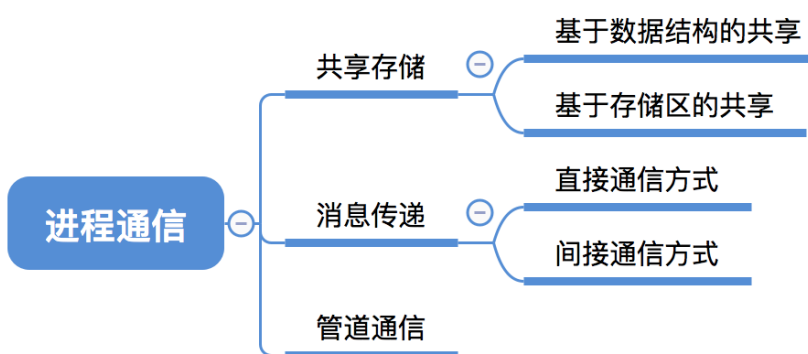 进程通信
共享存储
基于数据结构的共享
基于存储区的共享
消息传递
直接通信方式
间接通信方式
管道通信